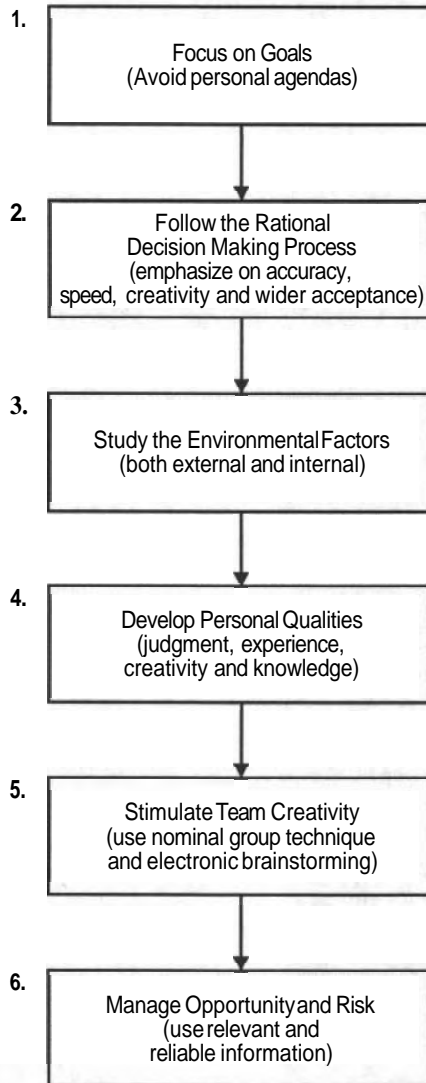 1.
Focus on Goals
(Avoid personal agendas)
2.
Follow the Rational
Decision Making Process
(emphasize on accuracy,
speed, creativity and wider acceptance)
3.
Study the Environmental Factors
(both external and internal)
4.
Develop Personal Qualities
(judgment, experience,
creativity and knowledge)
5.
Stimulate Team Creativity
(use nominal group technique
and electronic brainstorming)
6.
Manage Opportunity and Risk
(use relevant and
reliable information)